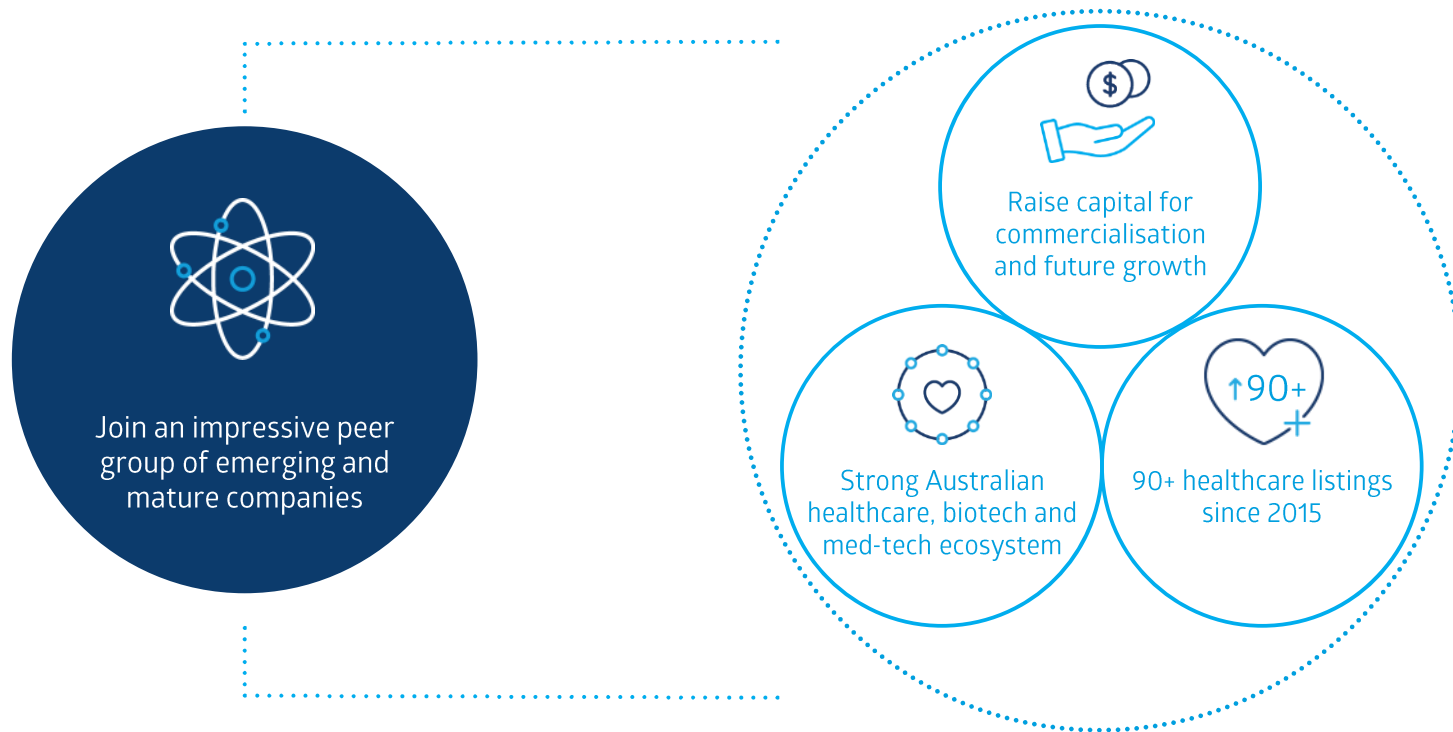 Join an impressive peer
group of emerging and
mature companies
$
Raise capital for
commercialisation
and future growth
Strong Australian
healthcare, biotech and
med-tech ecosystem
↑90+
90+ healthcare listings
since 2015